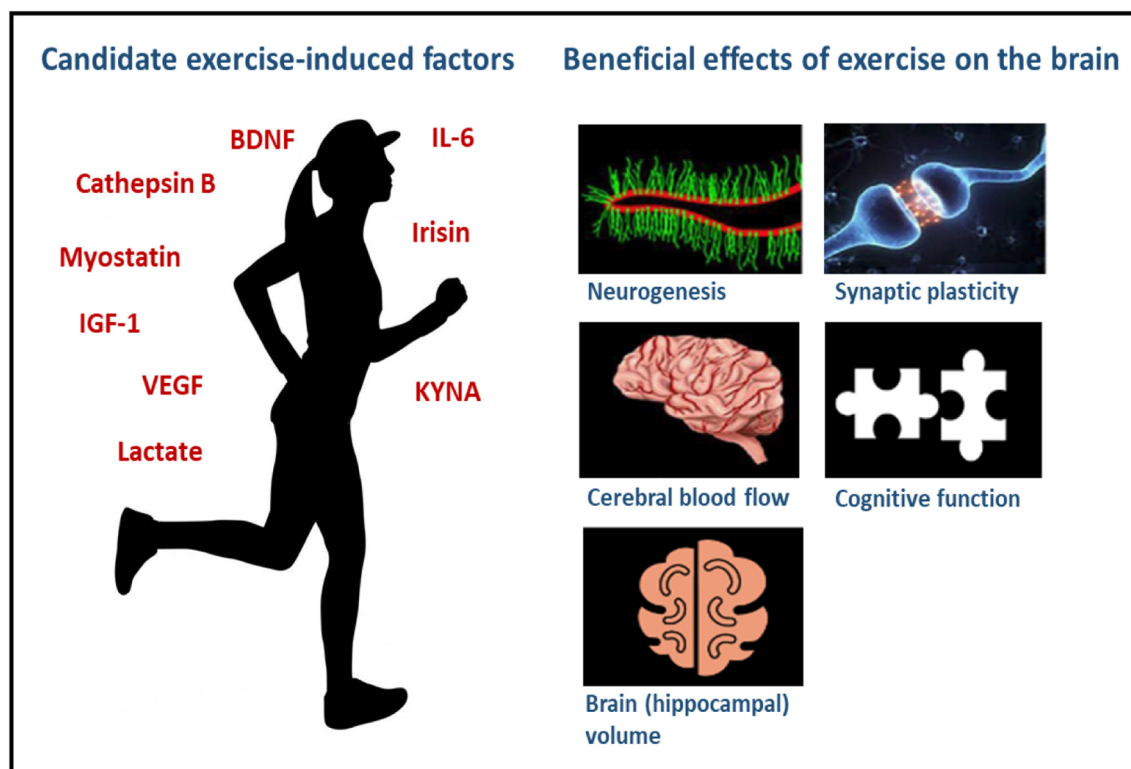 Candidate exercise-induced factors
BDNF
IL-6
Cathepsin B
Irisin
Myostatin
IGF-1
VEGF
KYNA
Lactate
Beneficial effects of exercise on the brain
Neurogenesis
Synaptic plasticity
Cerebral blood flow
Cognitive function
Brain (hippocampal)
volume